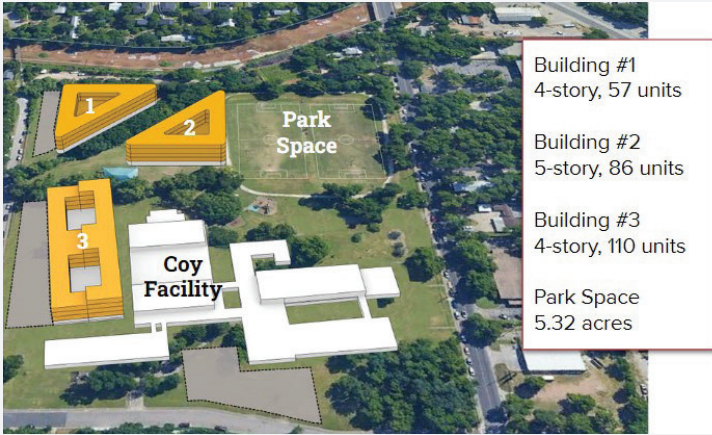 1
2
Park
Space
3
Coy
Facility
Building #1
4-story, 57 units
Building #2
5-story, 86 units
Building #3
4-story, 110 units
Park Space
5.32 acres